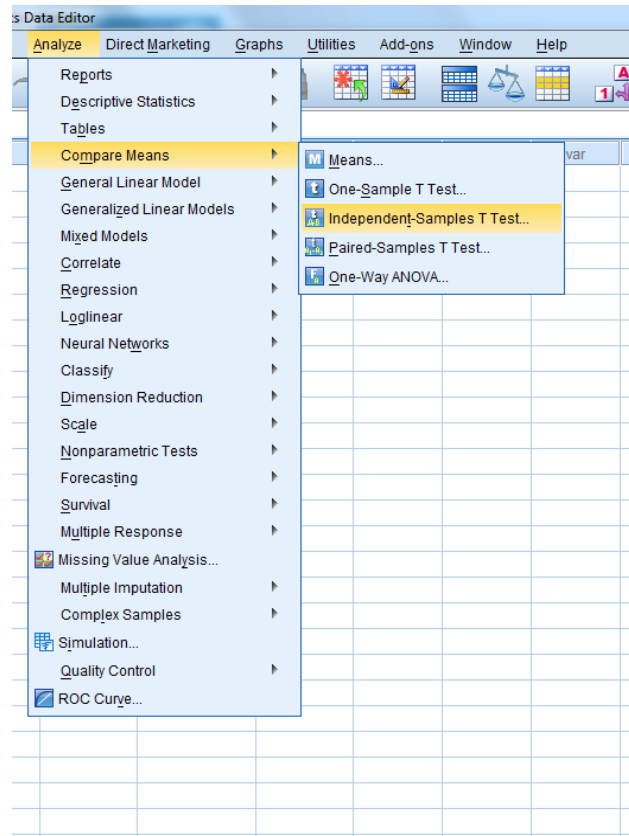 s Data Editor
Analyze Direct Marketing Graphs Utilities Add-ons Window Help
Reports
Descriptive Statistics
Tables
Compare Means
General Linear Model
Generalized Linear Models
Mixed Models
Correlate
Regression
Loglinear
Neural Networks
Classify
Dimension Reduction
Scale
Nonparametric Tests
Forecasting
Survival
Multiple Response
Missing Value Analysis...
Multiple Imputation
Complex Samples
Simulation...
Quality Control
ROC Curve...
Means...
One-Sample T Test...
Independent-Samples T Test...
Paired-Samples T Test...
One-Way ANOVA...
var
A
1